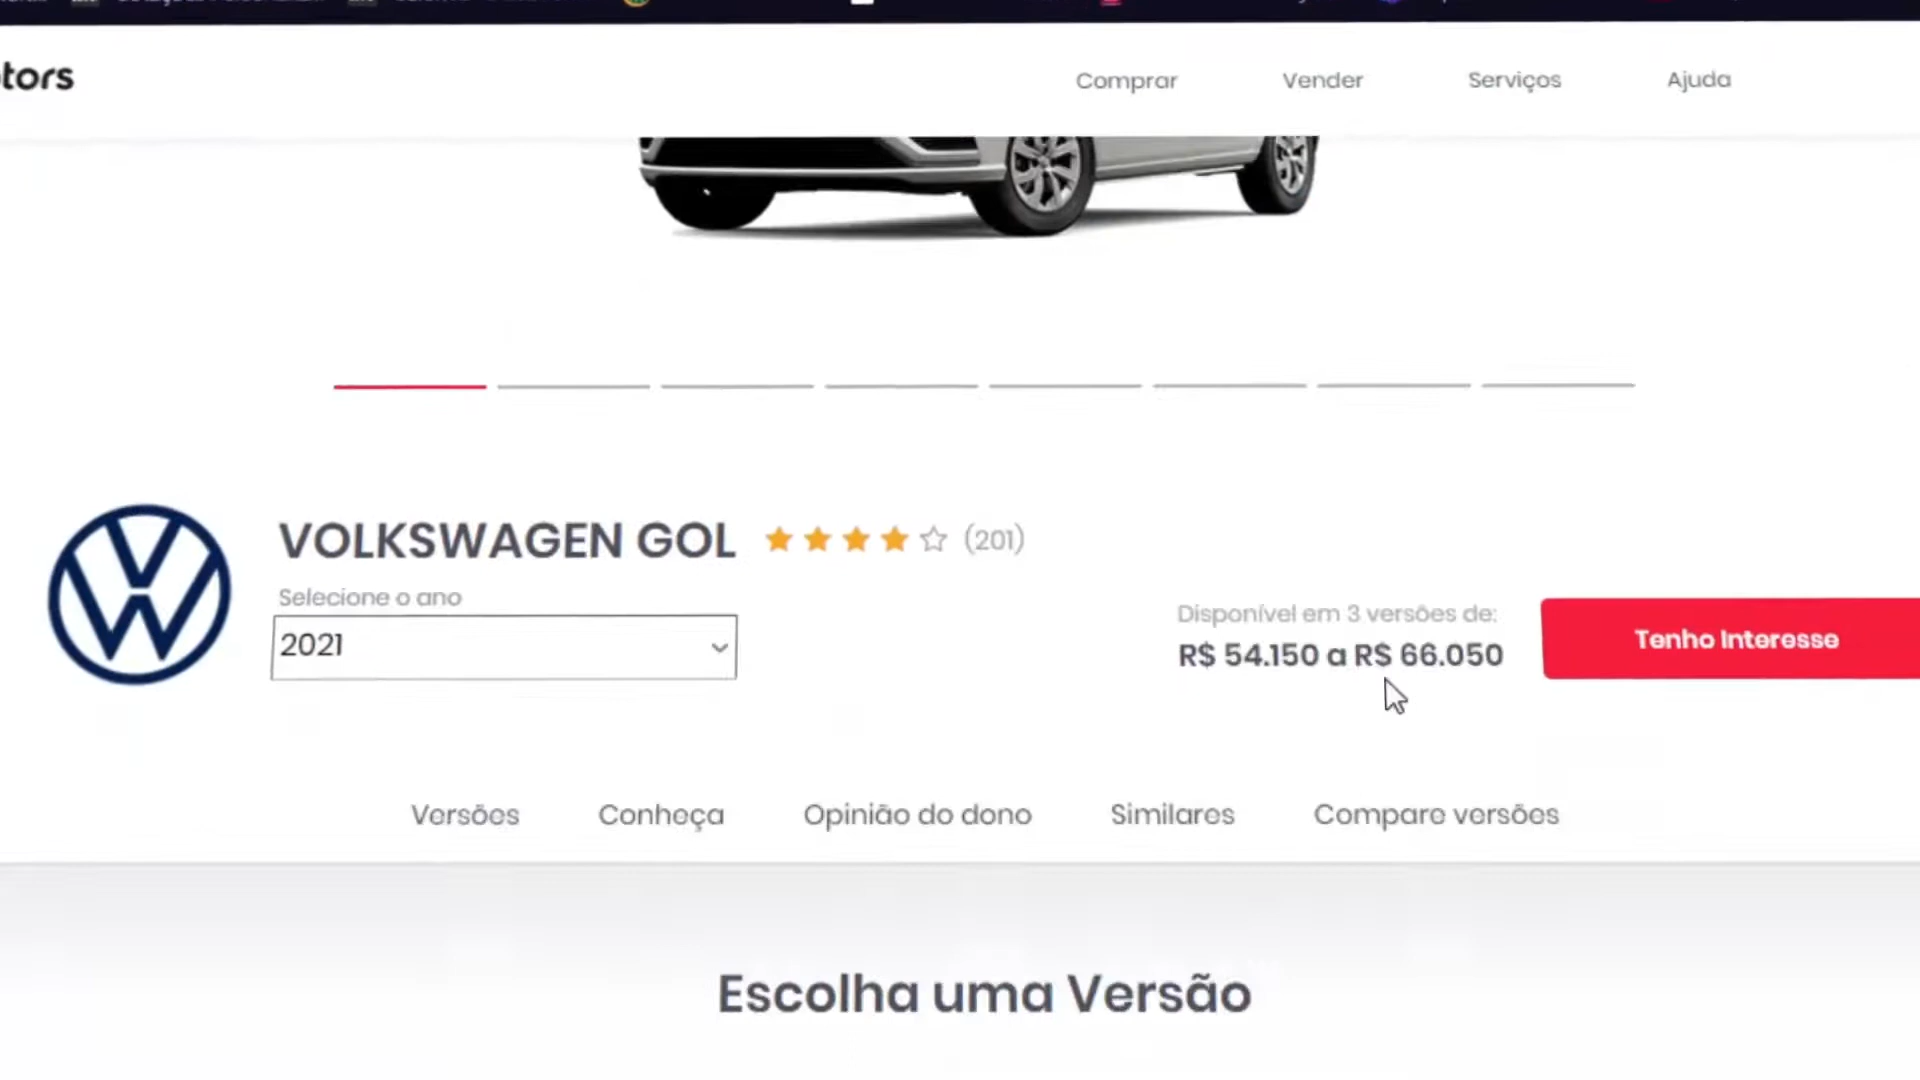 tors
Comprar Vender Serviços Ajuda
VOLKSWAGEN GOL (201)
Selecione o ano
2021
Disponível em 3 versões de:
R$ 54.150 a R$ 66.050
Tenho Interesse
Versões Conheça Opinião do dono Similares Compare versões
Escolha uma Versão